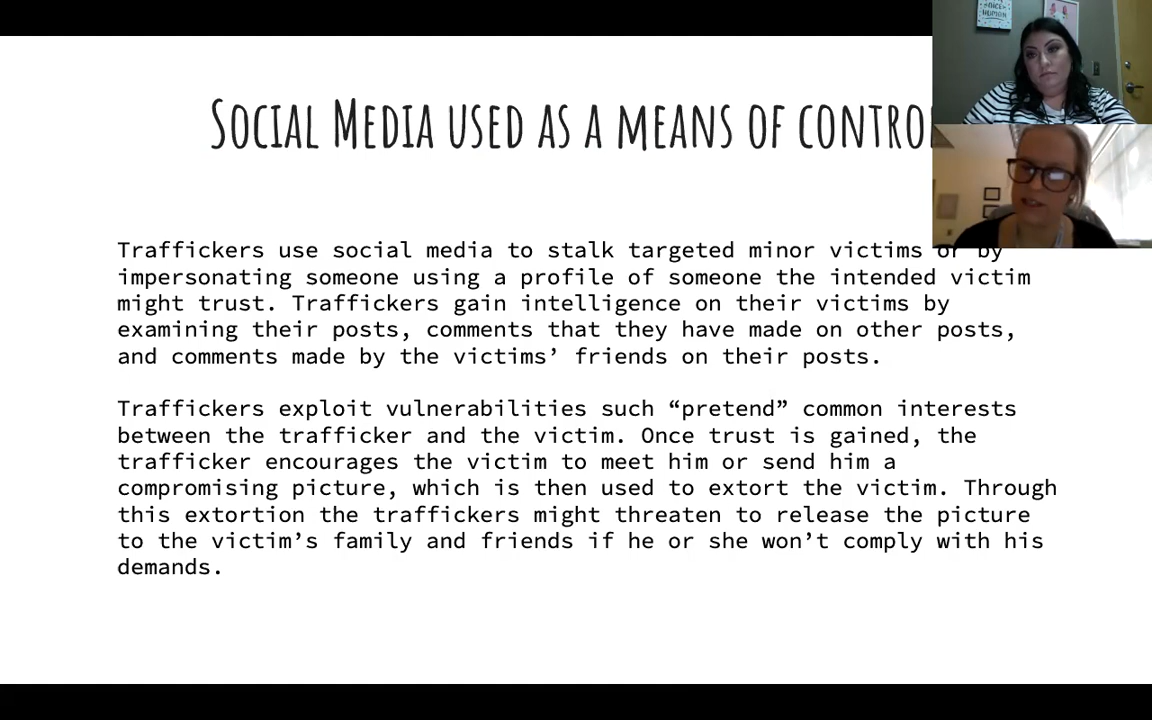 Social Media used as a means of contro
Traffickers use social media to stalk targeted minor victims or by
impersonating someone using a profile of someone the intended victim
might trust. Traffickers gain intelligence on their victims by
examining their posts, comments that they have made on other posts,
and comments made by the victims’ friends on their posts.
Traffickers exploit vulnerabilities such “pretend” common interests
between the trafficker and the victim. Once trust is gained, the
trafficker encourages the victim to meet him or send him a
compromising picture, which is then used to extort the victim. Through
this extortion the traffickers might threaten to release the picture
to the victim’s family and friends if he or she won’t comply with his
demands.